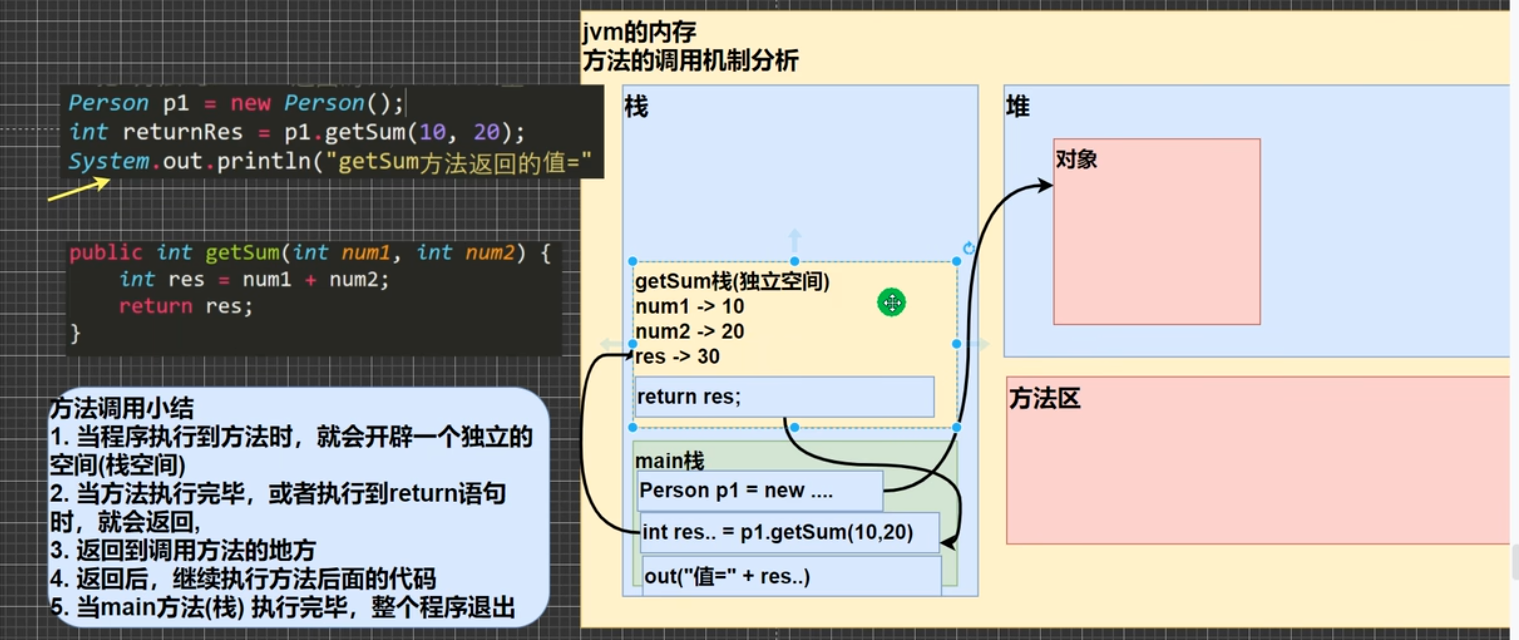 Person p1 = new Person();
int returnRes = p1.getSum(10, 20);
System.out.println("getSum方法返回的值="
public int getSum(int num1, int num2) {
int res = num1 + num2;
return res;
}
方法调用小结
1. 当程序执行到方法时，就会开辟一个独立的
空间(栈空间)
2. 当方法执行完毕，或者执行到return语句
时，就会返回,
3. 返回到调用方法的地方
4. 返回后，继续执行方法后面的代码
5. 当main方法(栈) 执行完毕，整个程序退出
jvm的内存
方法的调用机制分析
栈
getSum栈(独立空间)
num1 -> 10
num2 -> 20
res -> 30
return res;
main栈
Person p1 = new ....
int res.. = p1.getSum(10,20)
out("值=" + res..)
堆
对象
方法区